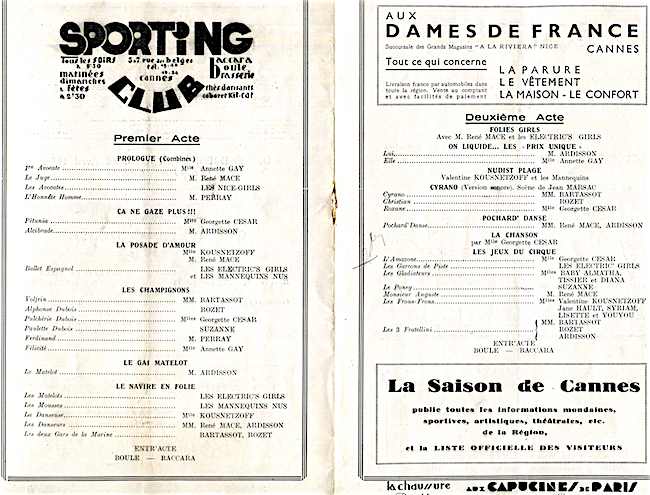 SPORTING CLUB
Tous les SOIRS à 8'30
matinées dimanches & fêtes à 2'30
5 & 7 rue des belges
tél.
cannes
baccara
boule
brasserie
thés dansants
cabaret Kit-Cat
Premier Acte
PROLOGUE (Combines)
1re Avocate Mlle Annette GAY
Le Juge M. René MACE
Les Avocates LES NICE-GIRLS
L'Honnête Homme M. PERRAY
ÇA NE GAZE PLUS!!!
Pétunia Mlle Georgette CESAR
Alcibrade M. ARDISSON
LA POSADA D'AMOUR
Mlle KOUSNETZOFF
M. René MACE
Ballet Espagnol LES ELECTRIC'S GIRLS
et LES MANNEQUINS NUS
LES CHAMPIGNONS
Volfrin MM. BARTASSOT
Alphonse Dubois ROZET
Pulchérie Dubois Mlles Georgette CESAR
Paulette Dubois SUZANNE
Ferdinand M. PERRAY
Félicité Mlle Annette GAY
LE GAI MATELOT
Le Matelot M. ARDISSON
LE NAVIRE EN FOLIE
Les Matelots LES ELECTRIC'S GIRLS
Les Mousses LES MANNEQUINS NUS
La Danseuse Mlle KOUSNETZOFF
Les Danseurs MM. René MACE, ARDISSON
Les deux Gars de la Marine BARTASSOT, ROZET
ENTR'ACTE
BOULE — BACCARA
AUX
DAMES DE FRANCE
Succursale des Grands Magasins "A LA RIVIERA" NICE CANNES
Tout ce qui concerne
LA PARURE
LE VÊTEMENT
LA MAISON - LE CONFORT
Livraison franco par automobiles dans
toute la région. Vente au comptant
et avec facilités de paiement
Deuxième Acte
FOLIES GIRLS
Avec M. René MACE et les ELECTRIC'S GIRLS
ON LIQUIDE... LES « PRIX UNIQUE »
Lui M. ARDISSON
Elle Mlle Annette GAY
NUDIST PLAGE
Valentine KOUSNETZOFF et les Mannequins
CYRANO (Version sonore). Scène de Jean MARSAC
Cyrano MM. BARTASSOT
Christian ROZET
Roxane Mlle Georgette CESAR
POCHARD' DANSE
Pochard'Danse MM. René MACE, ARDISSON
LA CHANSON
par Mlle Georgette CESAR
LES JEUX DU CIRQUE
L'Amazone Mlle Georgette CESAR
Les Garçons de Piste LES ELECTRIC' GIRLS
Les Gladiateurs Mlles BABY ALMATHA,
TISSIER et DIANA
Le Poney SUZANNE
Monsieur Auguste M. René MACE
Les Frous-Frous Mlles Valentine KOUSNETZOFF
Jane HAULT, SYRIAM,
LISETTE et YOUYOU
MM. BARTASSOT
Les 3 Fratellini ROZET
ARDISSON
ENTR'ACTE
BOULE — BACCARA
La Saison de Cannes
publie toutes les informations mondaines,
sportives, artistiques, théâtrales, etc.
de la Région,
et la LISTE OFFICIELLE DES VISITEURS
la chaussure AUX CAPUCINES DE PARIS